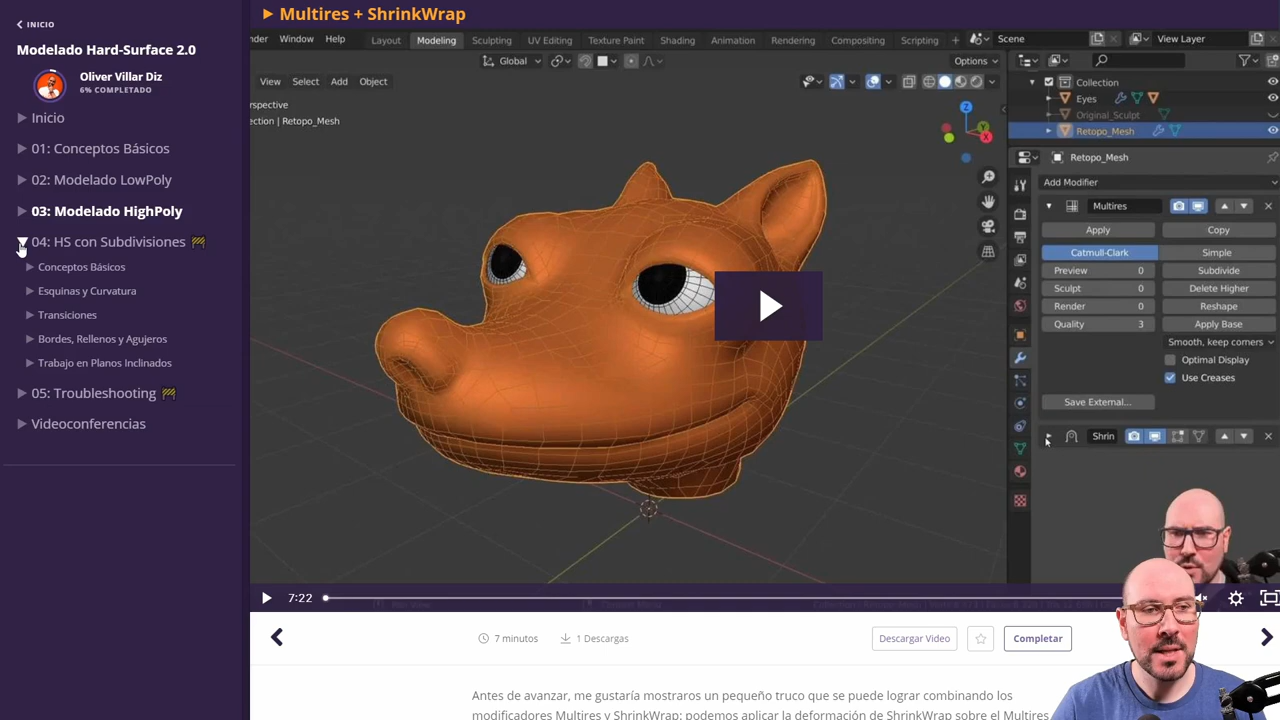 INICIO
Modelado Hard-Surface 2.0
Oliver Villar Diz
6% COMPLETADO
Inicio
01: Conceptos Básicos
02: Modelado LowPoly
03: Modelado HighPoly
04: HS con Subdivisiones
Conceptos Básicos
Esquinas y Curvatura
Transiciones
Bordes, Rellenos y Agujeros
Trabajo en Planos Inclinados
05: Troubleshooting
Videoconferencias
Multires + ShrinkWrap
nder Window Help Layout Modeling Sculpting UV Editing Texture Paint Shading Animation Rendering Compositing Scripting + Scene View Layer
Global Options
View Select Add Object
rspective
ection | Retopo_Mesh
Z
Y
X
Collection
Eyes
Original_Sculpt
Retopo_Mesh
Retopo_Mesh
Add Modifier
Multires
Apply Copy
Catmull-Clark Simple
Preview 0 Subdivide
Sculpt 0 Delete Higher
Render 0 Reshape
Quality 3 Apply Base
Smooth, keep corners
Optimal Display
Use Creases
Save External...
Shrin
7:22
7 minutos 1 Descargas Descargar Video Completar
Antes de avanzar, me gustaría mostraros un pequeño truco que se puede lograr combinando los
modificadores Multires y ShrinkWrap: podemos aplicar la deformación de ShrinkWrap sobre el Multires